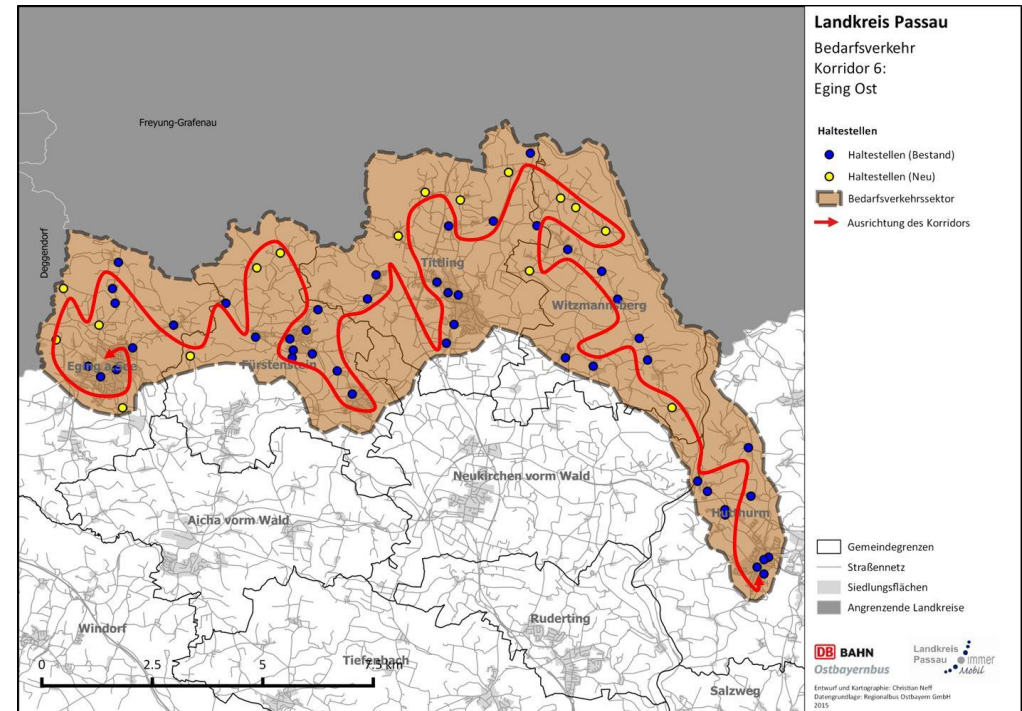 Landkreis Passau
Bedarfsverkehr
Korridor 6:
Eging Ost
Haltestellen
Haltestellen (Bestand)
Haltestellen (Neu)
Bedarfsverkehrssektor
Ausrichtung des Korridors
Freyung-Grafenau
Deggendorf
Tittling
Witzmannsberg
Eging a.See
Fürstenstein
Neukirchen vorm Wald
Aicha vorm Wald
Hutthurm
Ruderting
Windorf
Tiefenbach
Salzweg
0 2.5 5 7.5 km
Gemeindegrenzen
Straßennetz
Siedlungsflächen
Angrenzende Landkreise
DB BAHN
Ostbayernbus
Landkreis
Passau immer
Mobil
Entwurf und Kartographie: Christian Neff
Datengrundlage: Regionalbus Ostbayern GmbH
2015